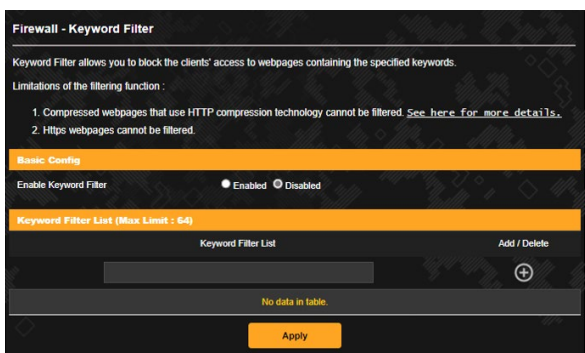 Firewall - Keyword Filter
Keyword Filter allows you to block the clients' access to webpages containing the specified keywords.
Limitations of the filtering function :
1. Compressed webpages that use HTTP compression technology cannot be filtered. See here for more details.
2. Https webpages cannot be filtered.
Basic Config
Enable Keyword Filter Enabled Disabled
Keyword Filter List (Max Limit : 64)
Keyword Filter List Add / Delete
No data in table.
Apply